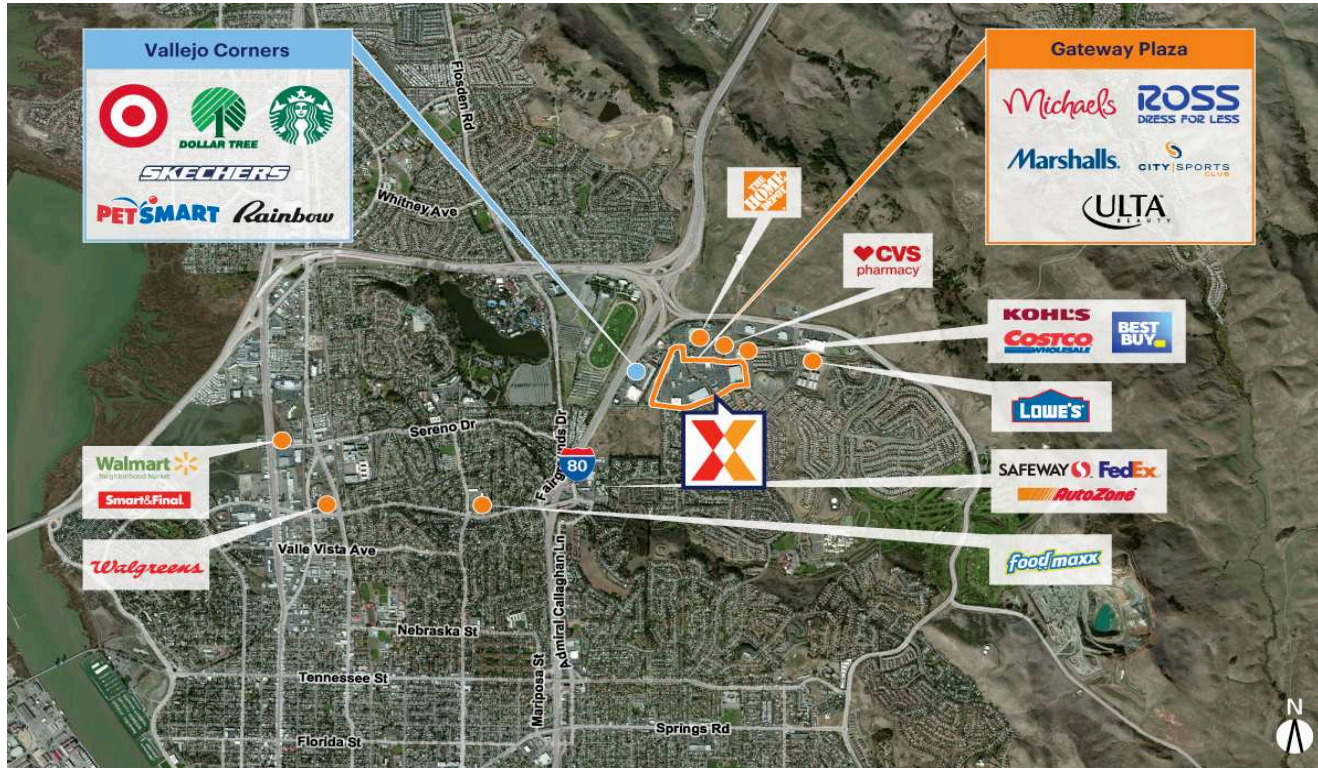 Vallejo Corners
DOLLAR TREE
SKECHERS
PETSMART
Rainbow
Gateway Plaza
Michaels
ROSS
DRESS FOR LESS
Marshalls.
CITY SPORTS
CLUB
ULTA
BEAUTY
Flosden Rd
Whitney Ave
THE
HOME
DEPOT
CVS
pharmacy
KOHL'S
COSTCO
WHOLESALE
BEST
BUY
LOWE'S
Sereno Dr
Fairgrounds Dr
80
Walmart
Neighborhood Market
Smart&Final.
SAFEWAY
FedEx
AutoZone
Walgreens
Valle Vista Ave
Admiral Callaghan Ln
food maxx
Nebraska St
Mariposa St
Tennessee St
Springs Rd
Florida St
N